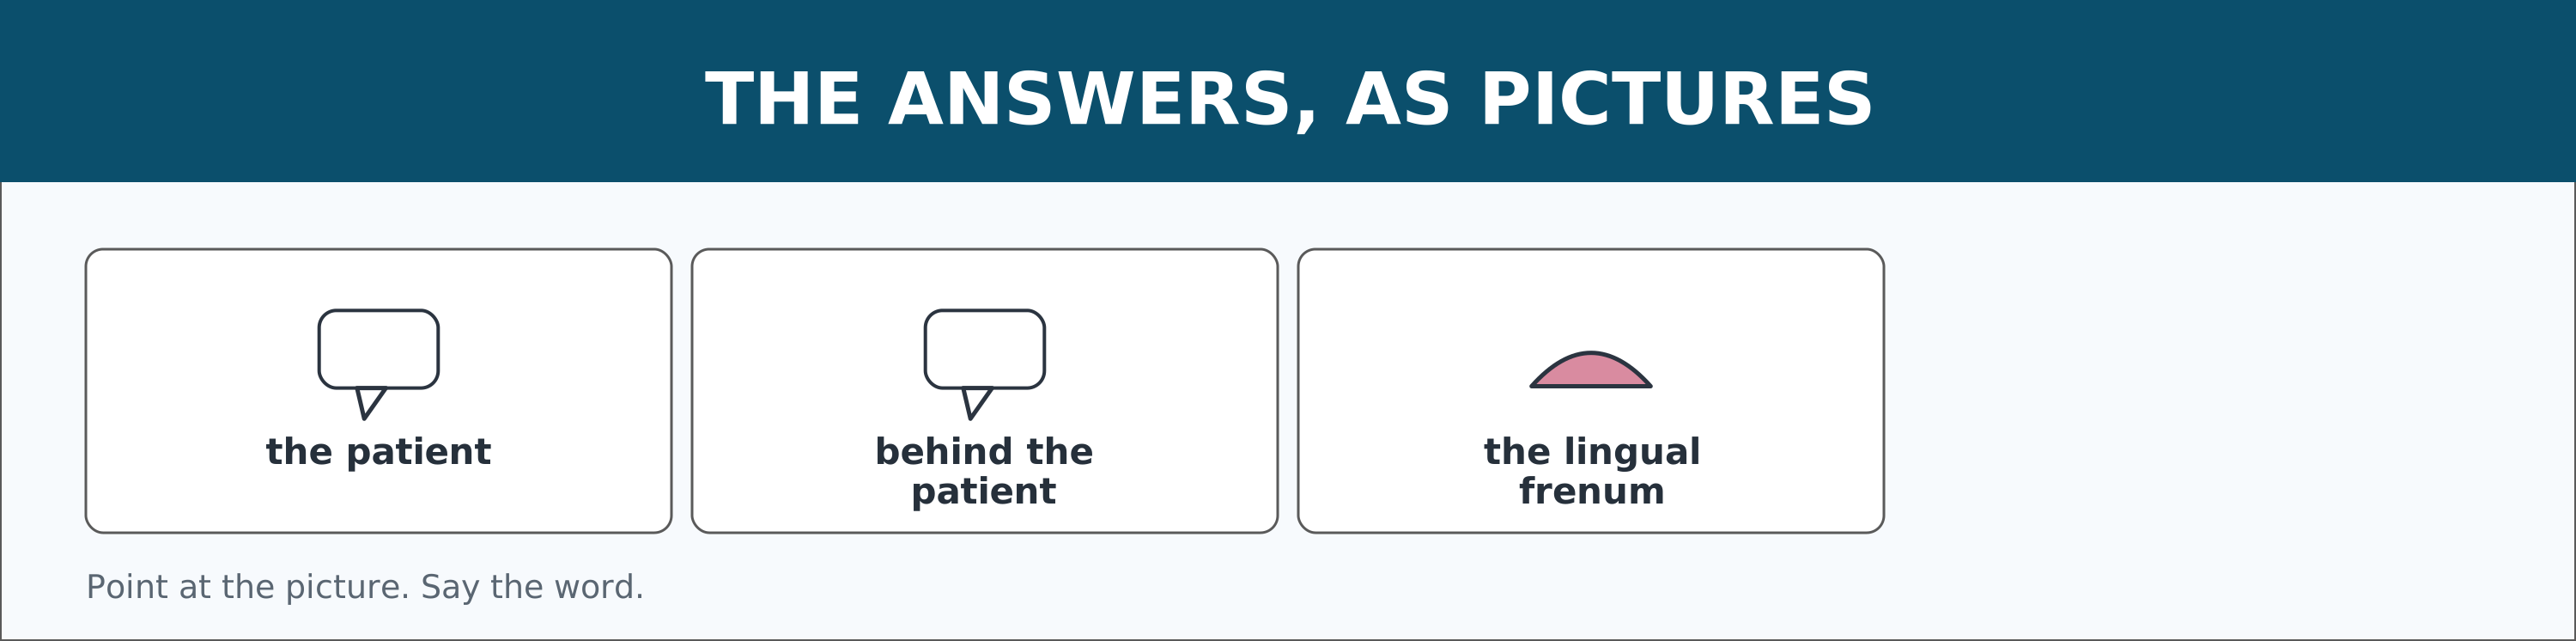 THE ANSWERS, AS PICTURES
the patient
behind the
patient
the lingual
frenum
Point at the picture. Say the word.